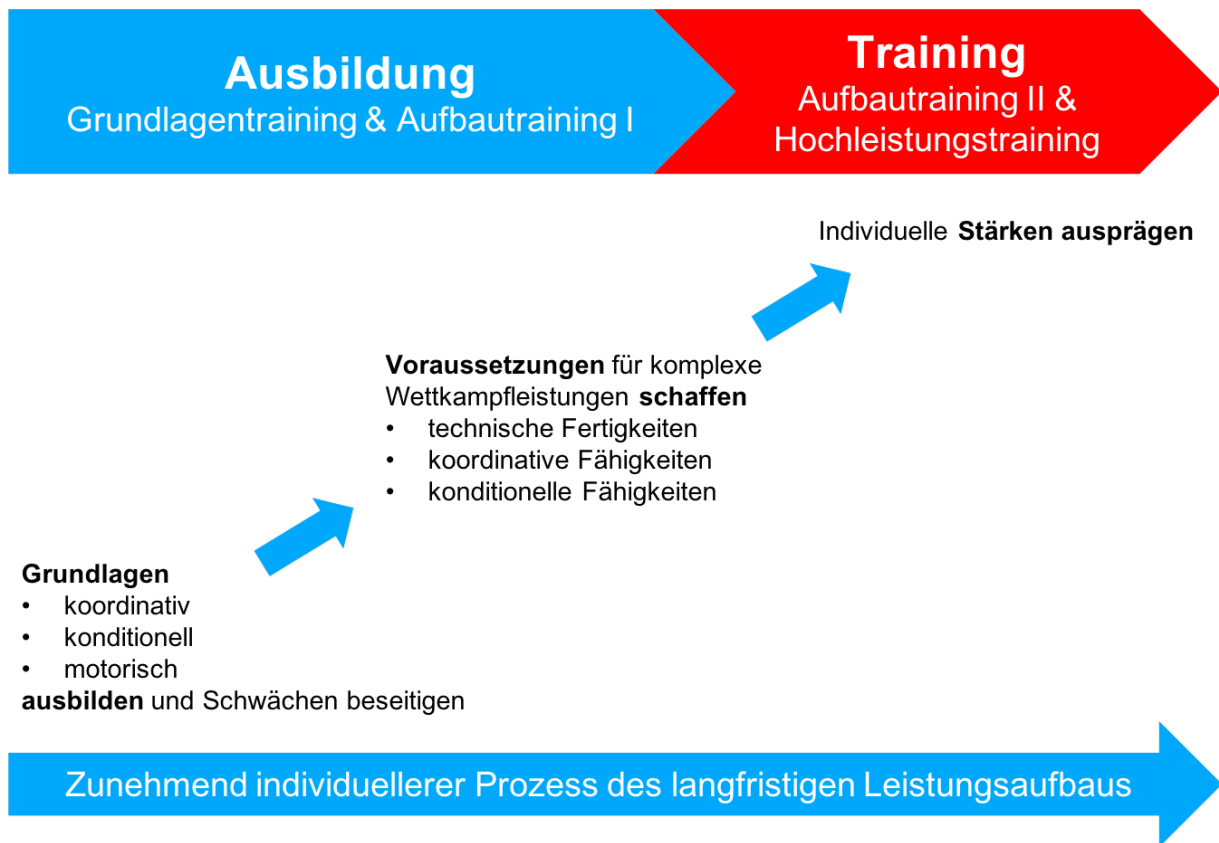 Ausbildung
Grundlagentraining & Aufbautraining I
Training
Aufbautraining II &
Hochleistungstraining
Individuelle Stärken ausprägen
Voraussetzungen für komplexe
Wettkampfleistungen schaffen
• technische Fertigkeiten
• koordinative Fähigkeiten
• konditionelle Fähigkeiten
Grundlagen
• koordinativ
• konditionell
• motorisch
ausbilden und Schwächen beseitigen
Zunehmend individuellerer Prozess des langfristigen Leistungsaufbaus